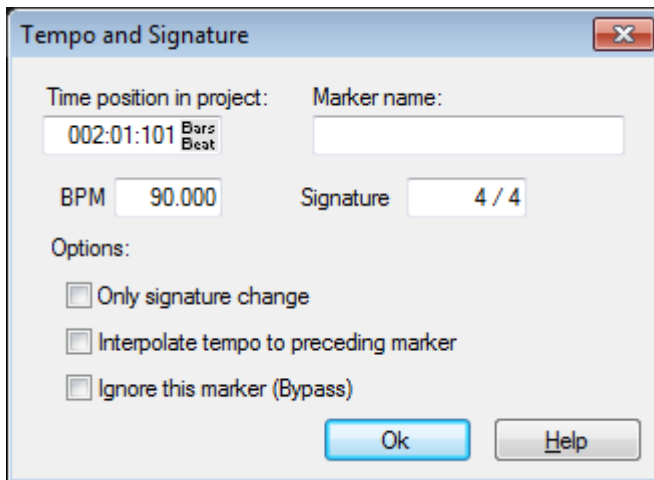 Tempo and Signature
Time position in project: Marker name:
002:01:101 Bars Beat
BPM 90.000 Signature 4 / 4
Options:
Only signature change
Interpolate tempo to preceding marker
Ignore this marker (Bypass)
Ok Help